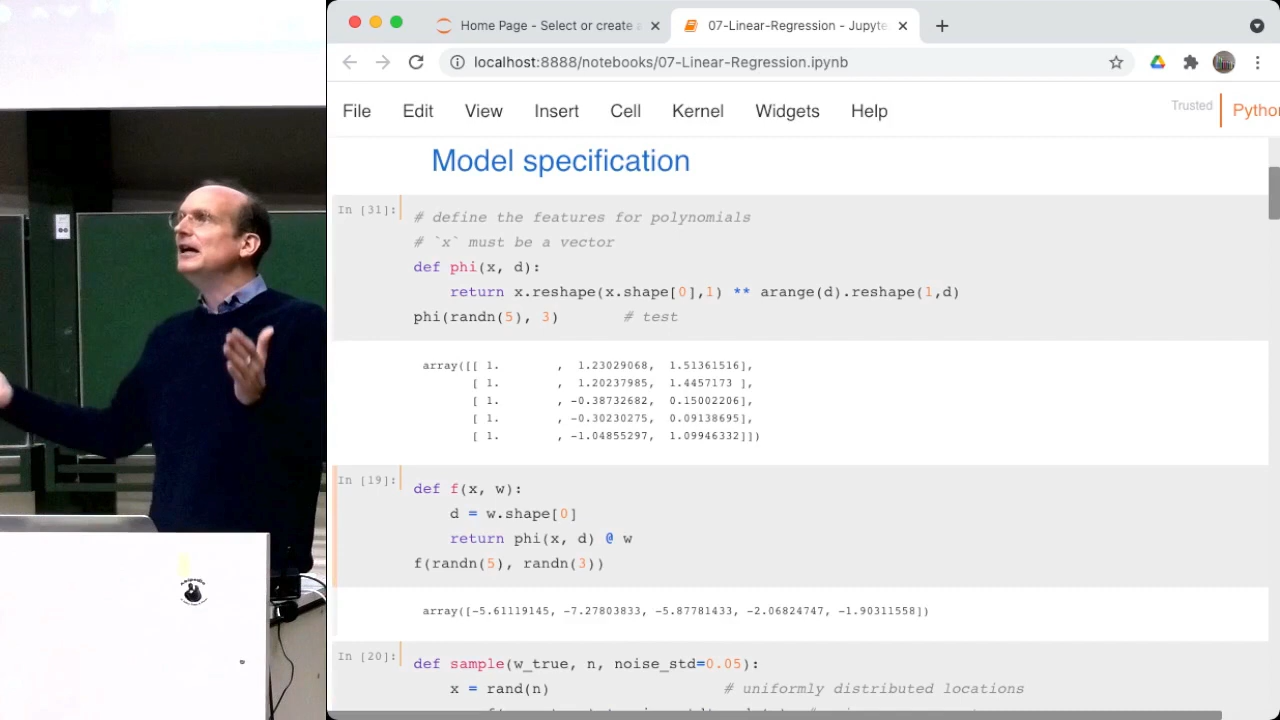 Home Page - Select or create a
07-Linear-Regression - Jupyte
localhost:8888/notebooks/07-Linear-Regression.ipynb
File Edit View Insert Cell Kernel Widgets Help
Trusted
Python
Model specification
In [31]:
# define the features for polynomials
# `x` must be a vector
def phi(x, d):
    return x.reshape(x.shape[0],1) ** arange(d).reshape(1,d)
phi(randn(5), 3)       # test
array([[ 1.        ,  1.23029068,  1.51361516],
       [ 1.        ,  1.20237985,  1.4457173 ],
       [ 1.        , -0.38732682,  0.15002206],
       [ 1.        , -0.30230275,  0.09138695],
       [ 1.        , -1.04855297,  1.09946332]])
In [19]:
def f(x, w):
    d = w.shape[0]
    return phi(x, d) @ w
f(randn(5), randn(3))
array([-5.61119145, -7.27803833, -5.87781433, -2.06824747, -1.90311558])
In [20]:
def sample(w_true, n, noise_std=0.05):
    x = rand(n)                   # uniformly distributed locations